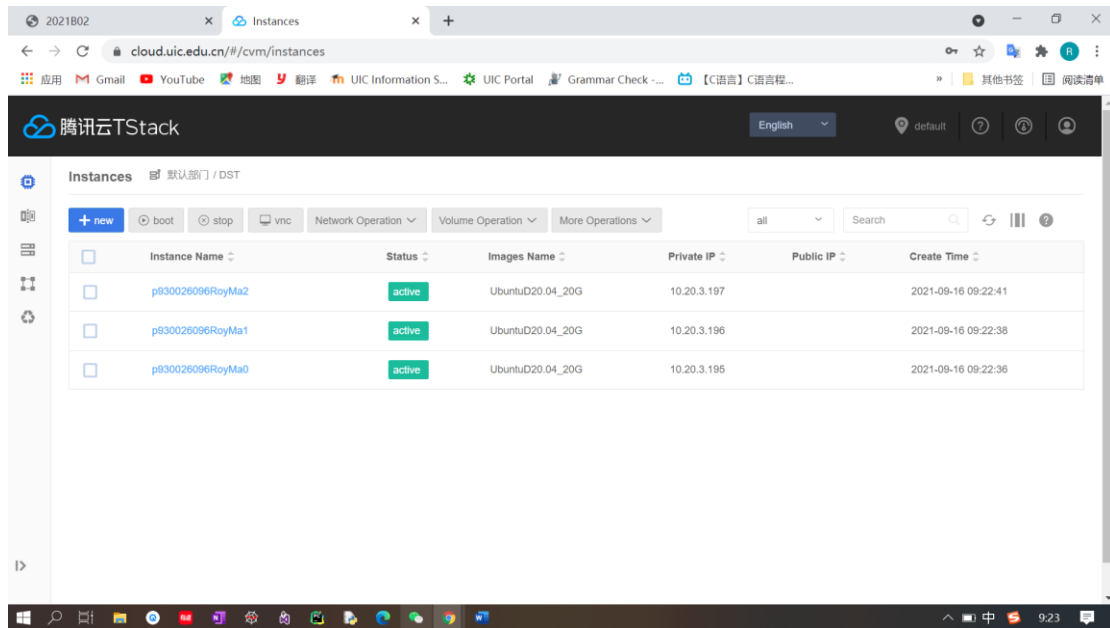 2021B02
Instances
cloud.uic.edu.cn/#/cvm/instances
R
应用 Gmail YouTube 地图 翻译 UIC Information S... UIC Portal Grammar Check -... 【C语言】C语言程... » 其他书签 阅读清单
腾讯云TStack
English
default
Instances 默认部门 / DST
+ new boot stop vnc Network Operation Volume Operation More Operations all Search
Instance Name Status Images Name Private IP Public IP Create Time
p930026096RoyMa2 active UbuntuD20.04_20G 10.20.3.197 2021-09-16 09:22:41
p930026096RoyMa1 active UbuntuD20.04_20G 10.20.3.196 2021-09-16 09:22:38
p930026096RoyMa0 active UbuntuD20.04_20G 10.20.3.195 2021-09-16 09:22:36
中 9:23